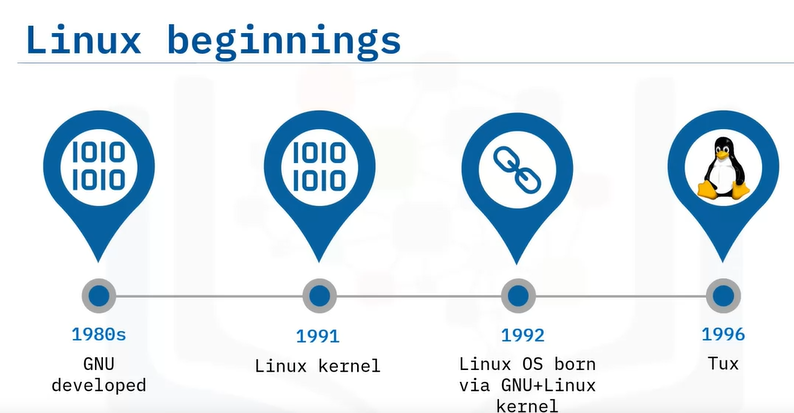 Linux beginnings
1010
1010
1010
1010
1980s
GNU
developed
1991
Linux kernel
1992
Linux OS born
via GNU+Linux
kernel
1996
Tux